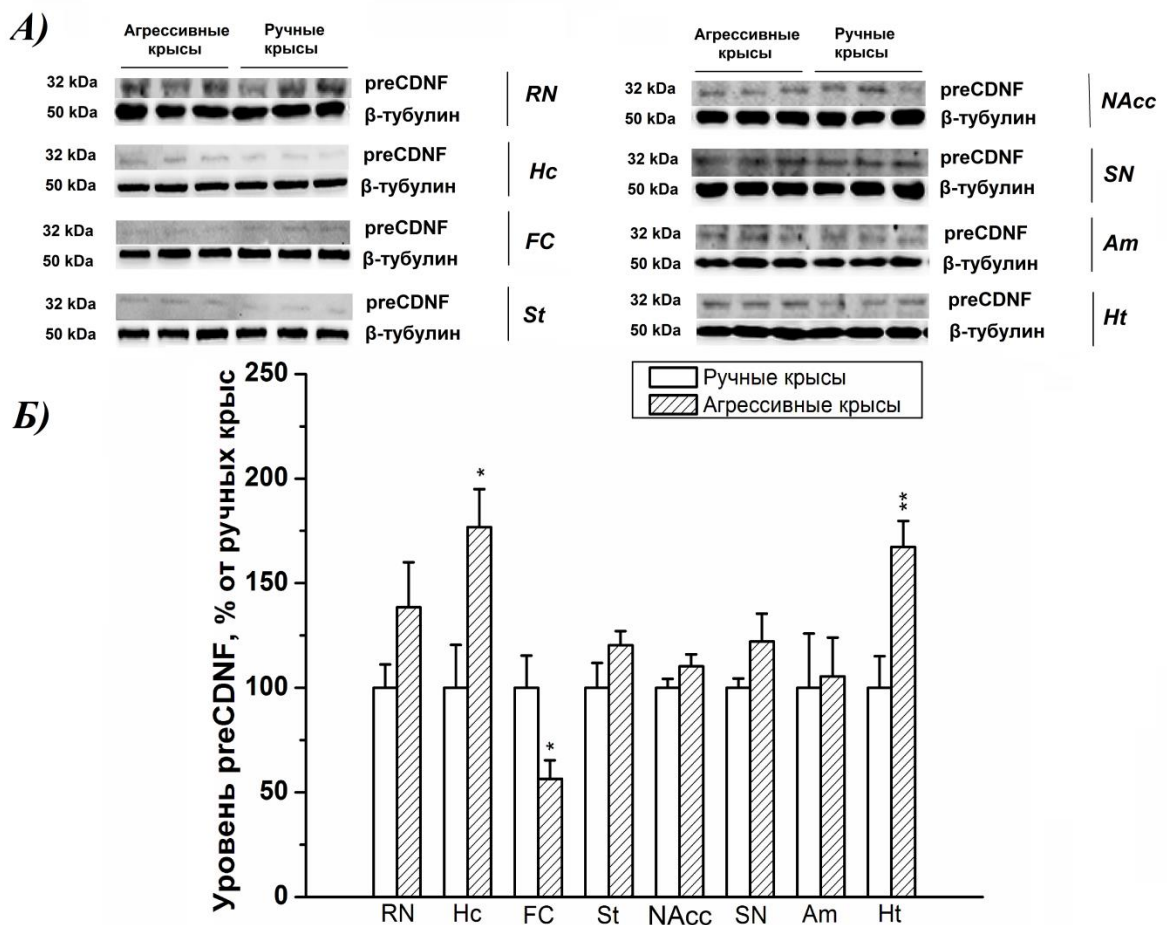 А)
Агрессивные
крысы
Ручные
крысы
32 kDa preCDNF
50 kDa β-тубулин
RN
32 kDa preCDNF
50 kDa β-тубулин
Hc
32 kDa preCDNF
50 kDa β-тубулин
FC
32 kDa preCDNF
50 kDa β-тубулин
St
Агрессивные
крысы
Ручные
крысы
32 kDa preCDNF
50 kDa β-тубулин
NAcc
32 kDa preCDNF
50 kDa β-тубулин
SN
32 kDa preCDNF
50 kDa β-тубулин
Am
32 kDa preCDNF
50 kDa β-тубулин
Ht
Б)
Уровень preCDNF, % от ручных крыс
250
200
150
100
50
0
Ручные крысы
Агрессивные крысы
*
*
**
RN Hc FC St NAcc SN Am Ht